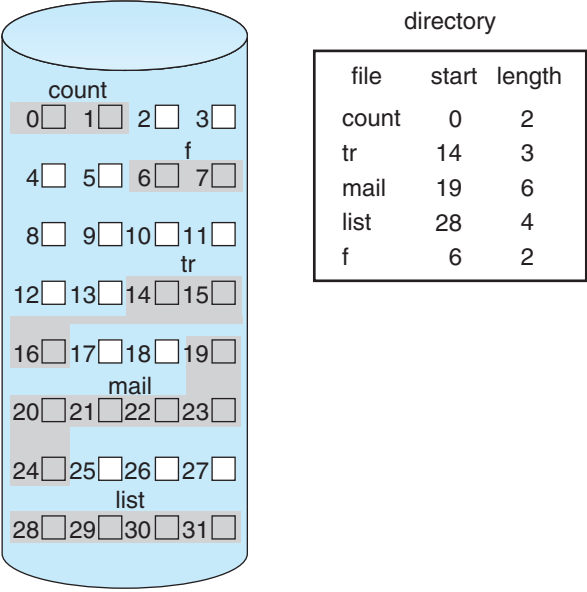 directory
file start length
count 0 2
tr 14 3
mail 19 6
list 28 4
f 6 2
count
0 1 2 3
f
4 5 6 7
8 9 10 11
tr
12 13 14 15
16 17 18 19
mail
20 21 22 23
24 25 26 27
list
28 29 30 31